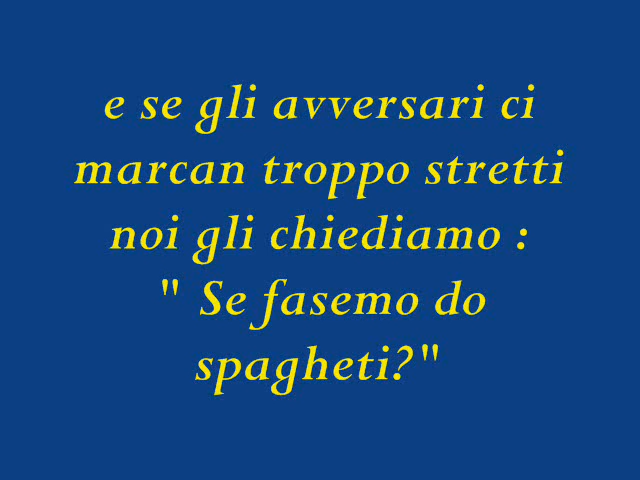 e se gli avversari ci
marcan troppo stretti
noi gli chiediamo :
" Se fasemo do
spagheti?"